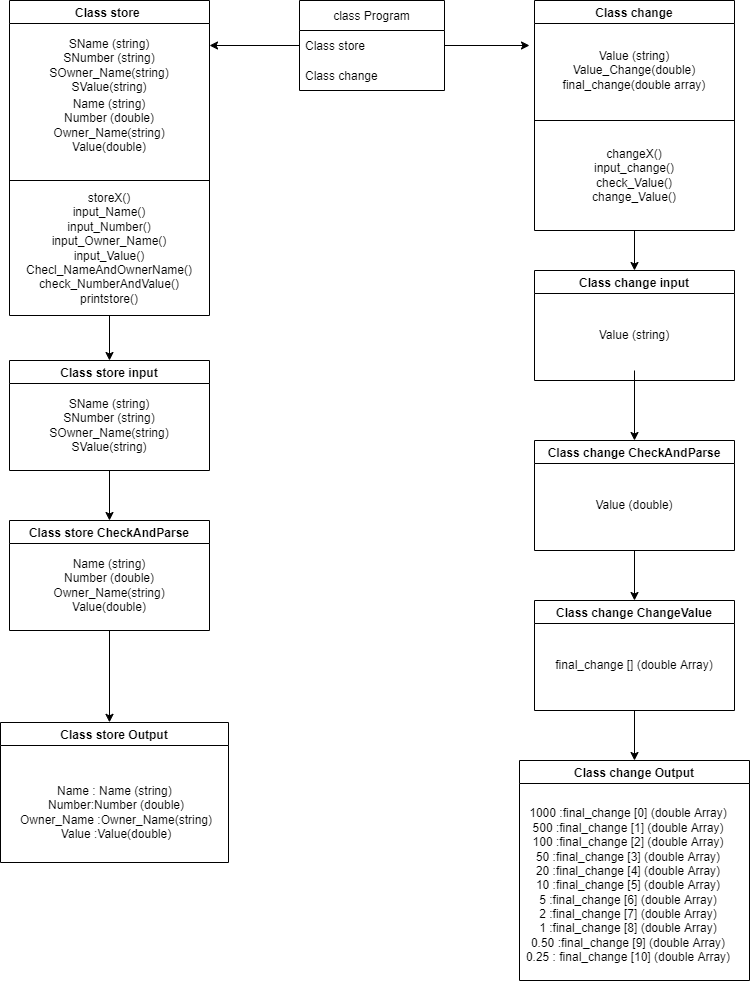 Class store
SName (string)
SNumber (string)
SOwner_Name(string)
SValue(string)
Name (string)
Number (double)
Owner_Name(string)
Value(double)
storeX()
input_Name()
input_Number()
input_Owner_Name()
input_Value()
Checl_NameAndOwnerName()
check_NumberAndValue()
printstore()
class Program
Class store
Class change
Class change
Value (string)
Value_Change(double)
final_change(double array)
changeX()
input_change()
check_Value()
change_Value()
Class store input
SName (string)
SNumber (string)
SOwner_Name(string)
SValue(string)
Class store CheckAndParse
Name (string)
Number (double)
Owner_Name(string)
Value(double)
Class store Output
Name : Name (string)
Number:Number (double)
Owner_Name :Owner_Name(string)
Value :Value(double)
Class change input
Value (string)
Class change CheckAndParse
Value (double)
Class change ChangeValue
final_change [] (double Array)
Class change Output
1000 :final_change [0] (double Array)
500 :final_change [1] (double Array)
100 :final_change [2] (double Array)
50 :final_change [3] (double Array)
20 :final_change [4] (double Array)
10 :final_change [5] (double Array)
5 :final_change [6] (double Array)
2 :final_change [7] (double Array)
1 :final_change [8] (double Array)
0.50 :final_change [9] (double Array)
0.25 : final_change [10] (double Array)